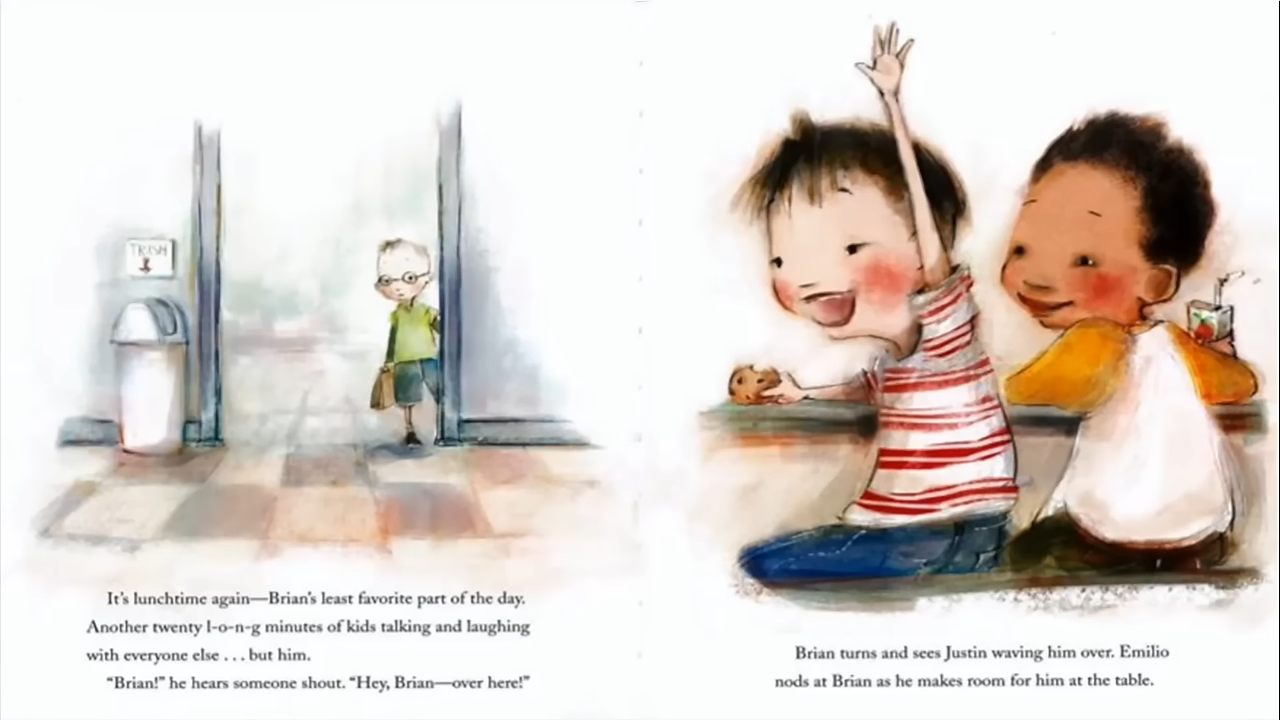 TRASH
It's lunchtime again—Brian's least favorite part of the day.
Another twenty l-o-n-g minutes of kids talking and laughing
with everyone else . . . but him.
"Brian!" he hears someone shout. "Hey, Brian—over here!"
Brian turns and sees Justin waving him over. Emilio
nods at Brian as he makes room for him at the table.